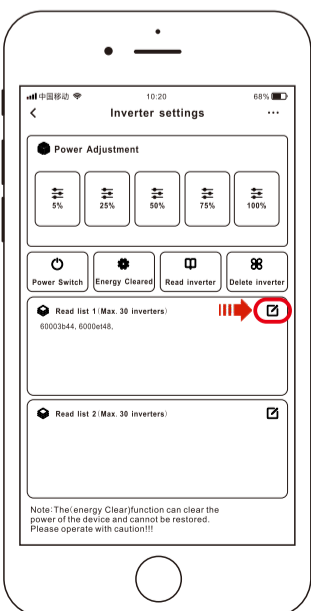 中国移动 10:20 68%
Inverter settings
Power Adjustment
5% 25% 50% 75% 100%
Power Switch Energy Cleared Read inverter Delete inverter
Read list 1（Max. 30 inverters）
60003b44, 6000et48.
Read list 2（Max. 30 inverters）
Note：The（energy Clear）function can clear the
power of the device and cannot be restored.
Please operate with caution!!!